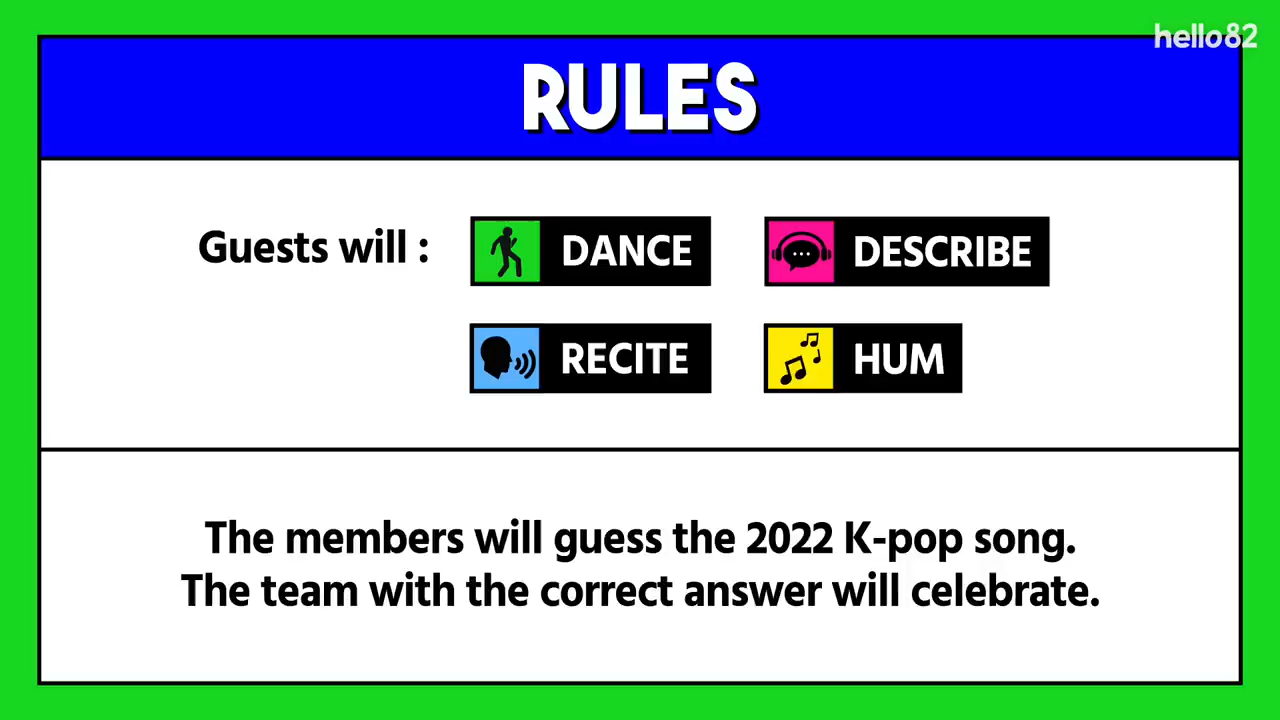 hello82
RULES
Guests will :
DANCE
DESCRIBE
RECITE
HUM
The members will guess the 2022 K-pop song.
The team with the correct answer will celebrate.